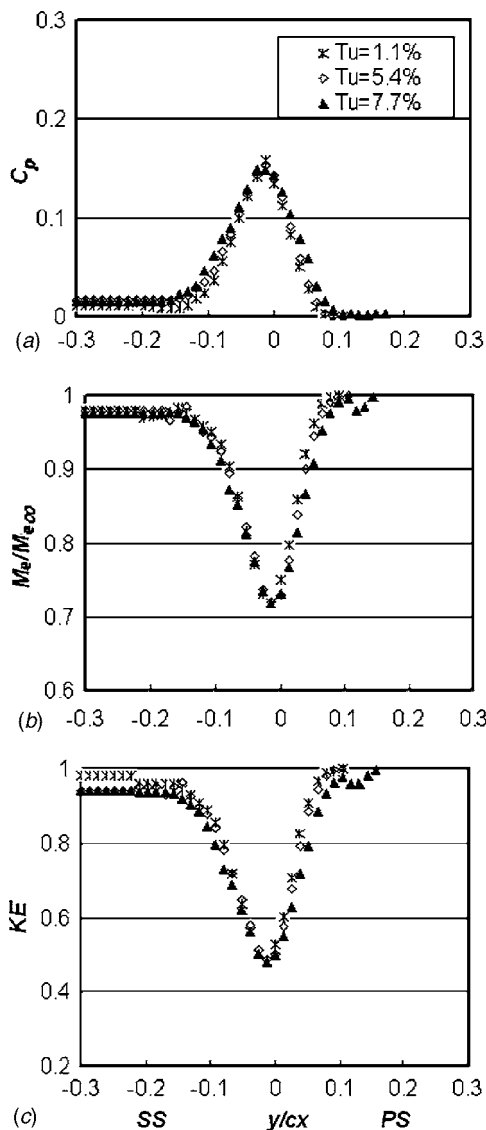 0.3
Tu=1.1%
Tu=5.4%
Tu=7.7%
0.2
Cp
0.1
0
(a) -0.3 -0.2 -0.1 0 0.1 0.2 0.3
1
0.9
Me/Me∞
0.8
0.7
0.6
(b) -0.3 -0.2 -0.1 0 0.1 0.2 0.3
1
0.8
KE
0.6
0.4
0.2
-0.3 -0.2 -0.1 0 0.1 0.2 0.3
(c) SS y/cx PS